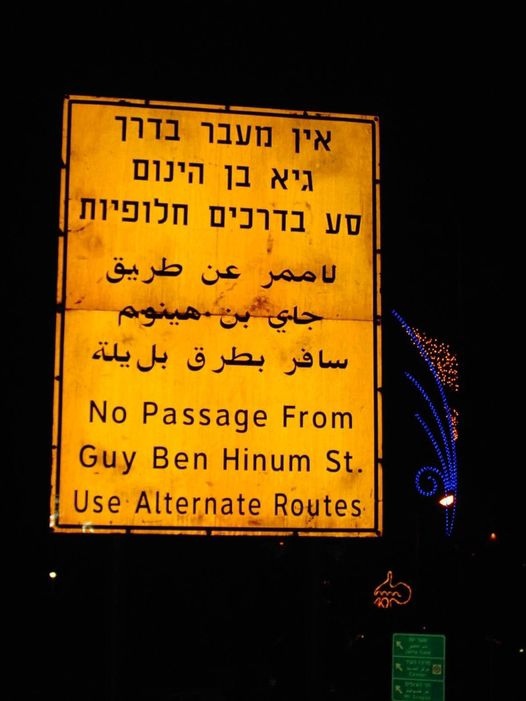 אין מעבר בדרך
גיא בן הינום
סע בדרכים חלופיות
لاممر عن طريق
جاي بن هينوم
سافر بطرق بديلة
No Passage From
Guy Ben Hinum St.
Use Alternate Routes